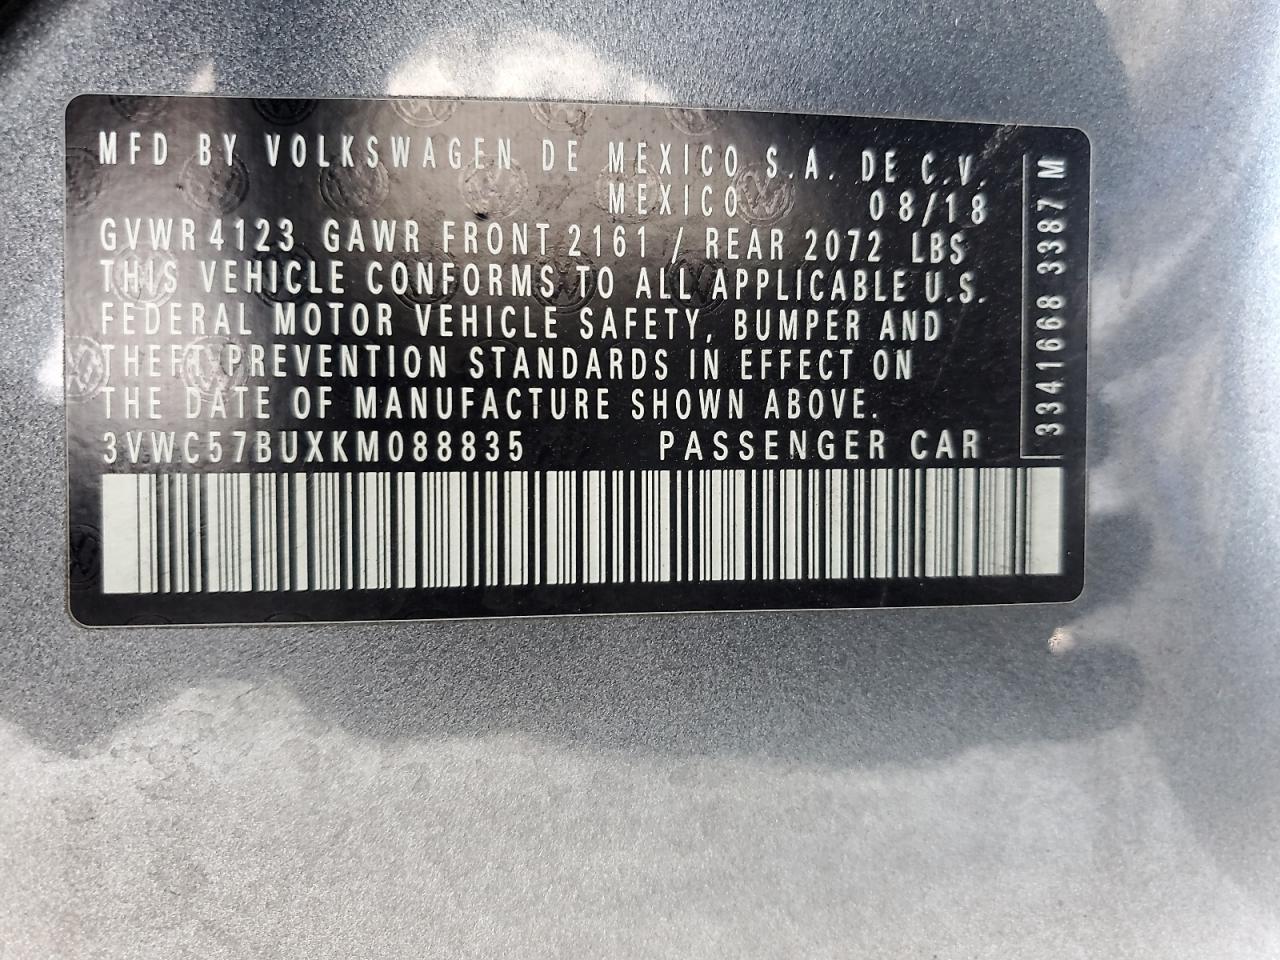 MFD BY VOLKSWAGEN DE MEXICO S.A. DE C.V.
MEXICO 08/18
GVWR 4123 GAWR FRONT 2161 / REAR 2072 LBS
THIS VEHICLE CONFORMS TO ALL APPLICABLE U.S.
FEDERAL MOTOR VEHICLE SAFETY, BUMPER AND
THEFT PREVENTION STANDARDS IN EFFECT ON
THE DATE OF MANUFACTURE SHOWN ABOVE.
3VWC57BUXKM088835 PASSENGER CAR
3341668 3387 M